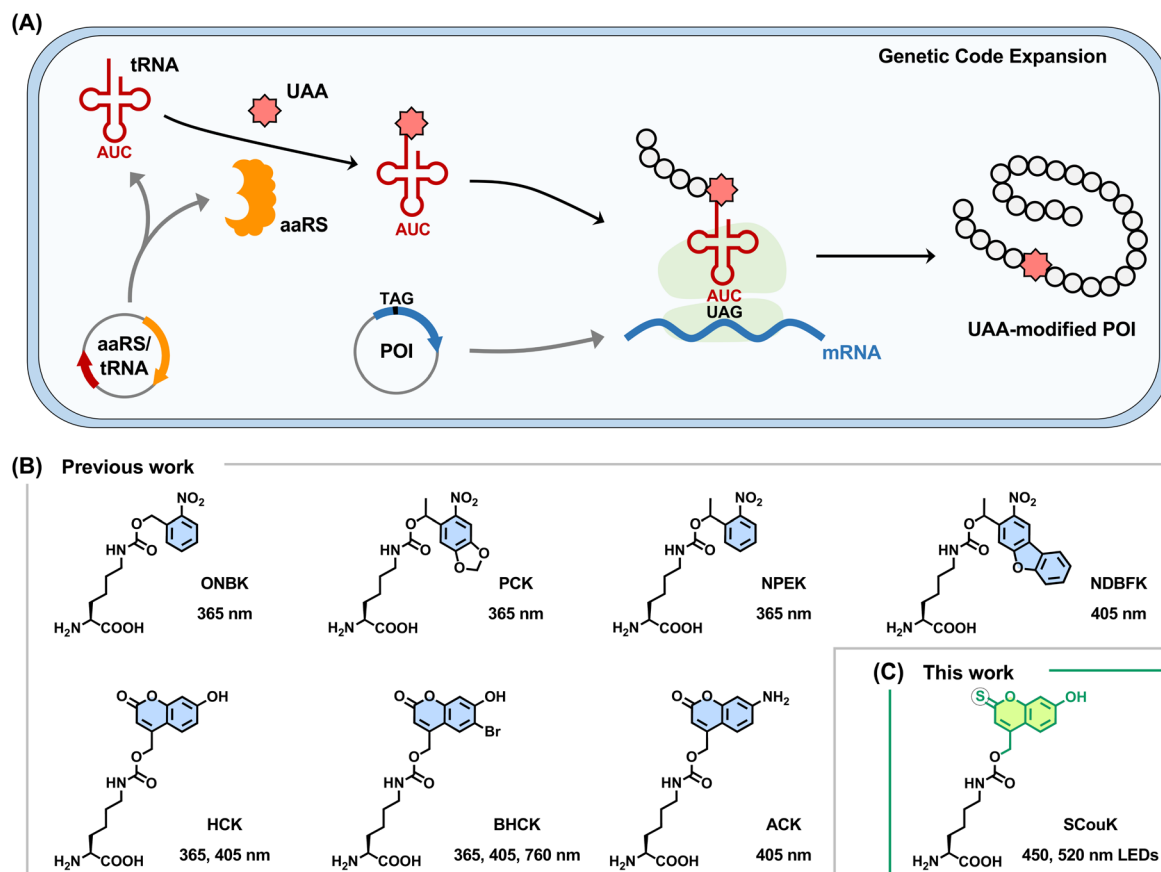 (A)
Genetic Code Expansion
tRNA
UAA
AUC
aaRS
AUC
aaRS/
tRNA
TAG
POI
AUC
UAG
mRNA
UAA-modified POI
(B) Previous work
NO2
O
HN
O
H2N
COOH
ONBK
365 nm
NO2
O
O
O
HN
O
H2N
COOH
PCK
365 nm
NO2
O
HN
O
H2N
COOH
NPEK
365 nm
NO2
O
O
HN
O
H2N
COOH
NDBFK
405 nm
O
O
OH
O
HN
O
H2N
COOH
HCK
365, 405 nm
O
O
OH
Br
O
HN
O
H2N
COOH
BHCK
365, 405, 760 nm
O
O
NH2
O
HN
O
H2N
COOH
ACK
405 nm
(C) This work
S
O
OH
O
HN
O
H2N
COOH
SCouK
450, 520 nm LEDs